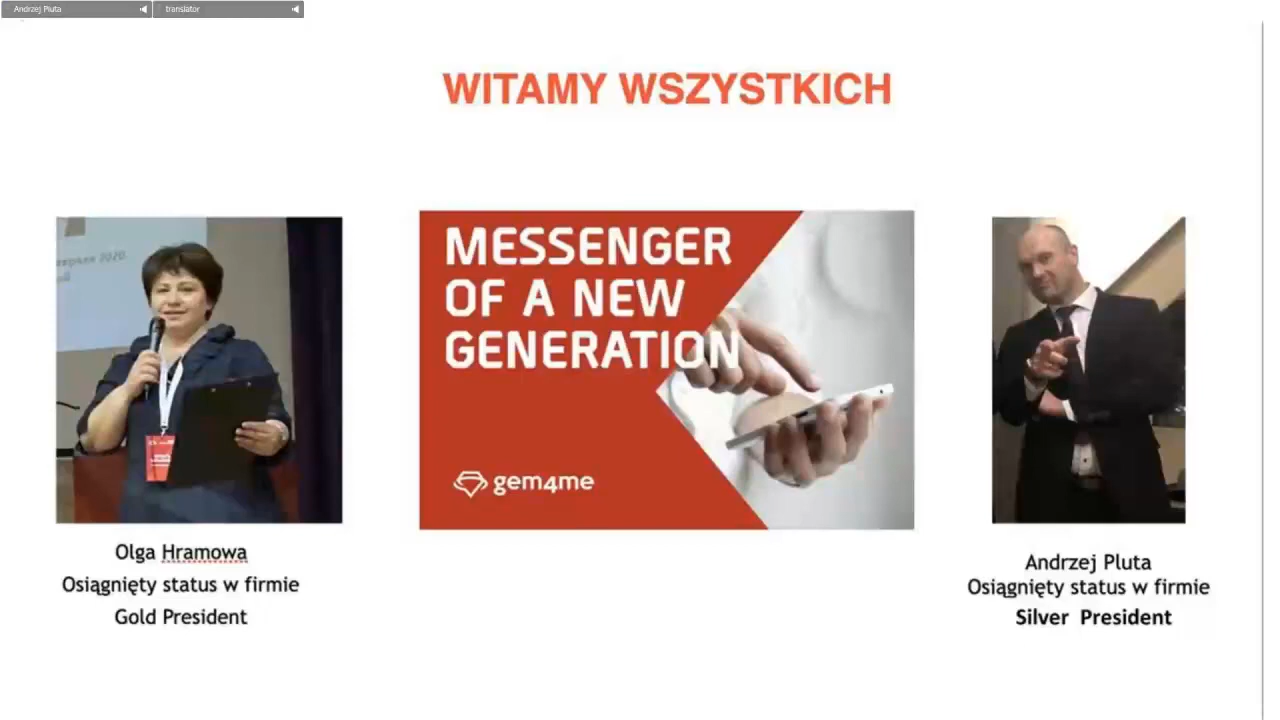 Andrzej Pluta
translator
WITAMY WSZYSTKICH
2020
MESSENGER
OF A NEW
GENERATION
gem4me
Olga Hramowa
Osiągnięty status w firmie
Gold President
Andrzej Pluta
Osiągnięty status w firmie
Silver President